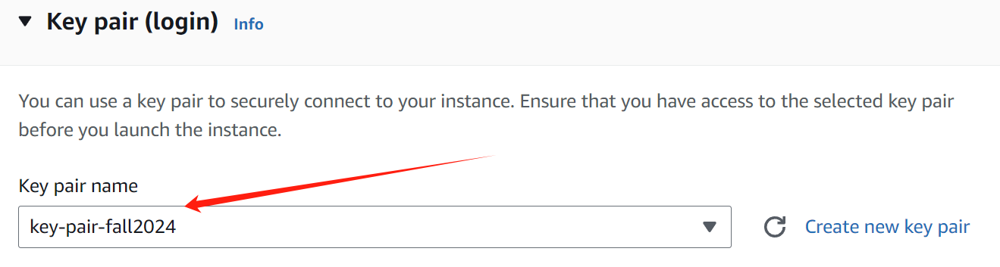 Key pair (login) Info
You can use a key pair to securely connect to your instance. Ensure that you have access to the selected key pair
before you launch the instance.
Key pair name
key-pair-fall2024
Create new key pair